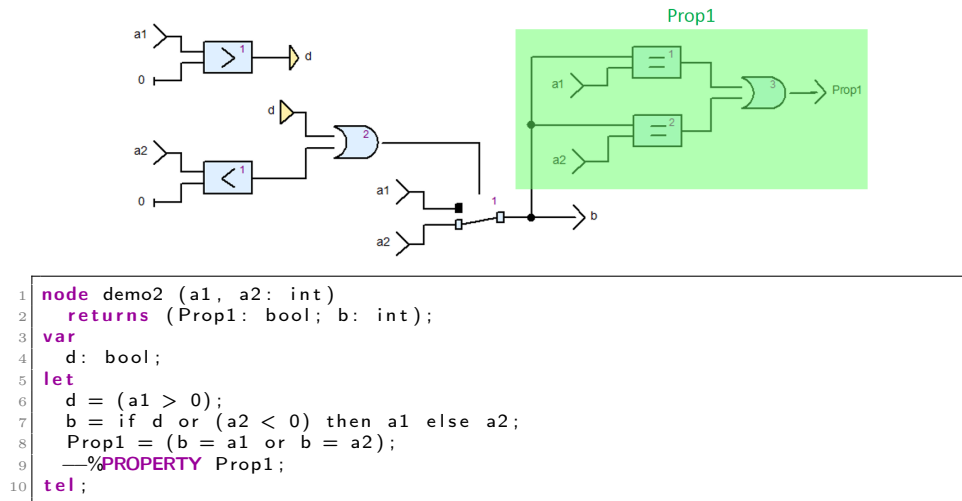 Prop1
a1
>
1
d
0
d
a2
<
1
0
2
a1
a2
1
b
=
1
a1
=
2
a2
3
Prop1
1 node demo2 (a1, a2: int)
2 returns (Prop1: bool; b: int);
3 var
4 d: bool;
5 let
6 d = (a1 > 0);
7 b = if d or (a2 < 0) then a1 else a2;
8 Prop1 = (b = a1 or b = a2);
9 --%PROPERTY Prop1;
10 tel;